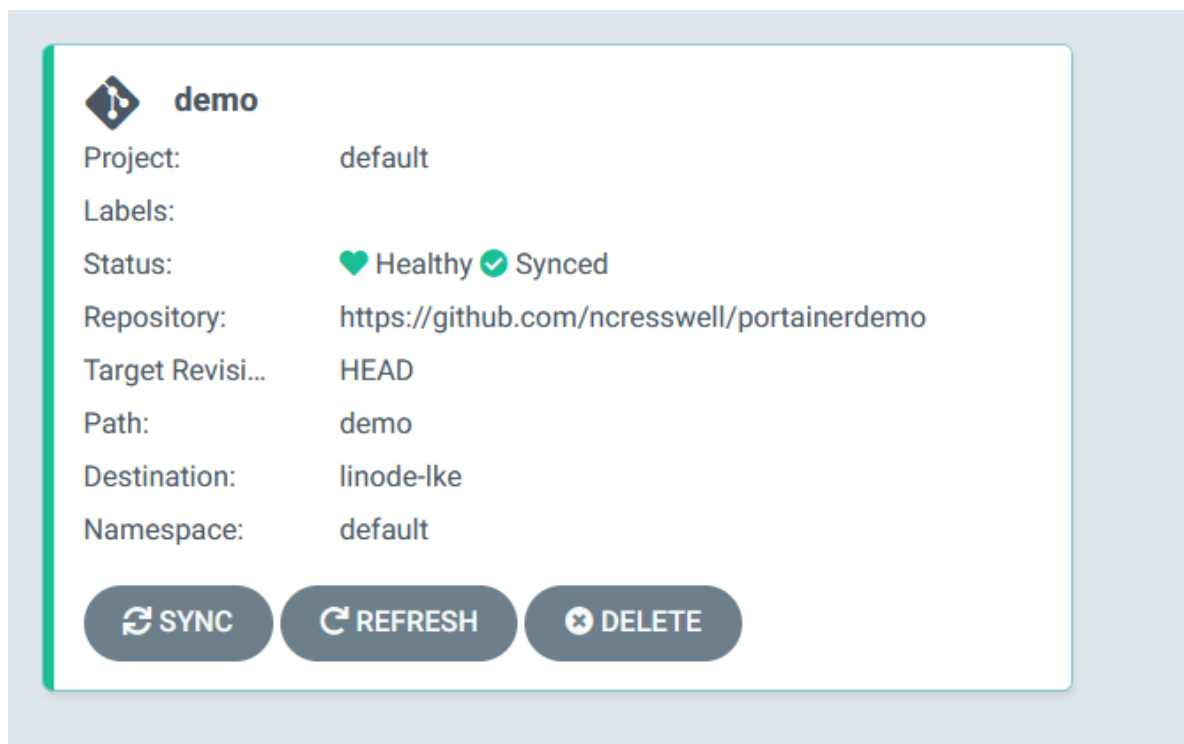 demo
Project: default
Labels:
Status: Healthy Synced
Repository: https://github.com/ncresswell/portainerdemo
Target Revisi... HEAD
Path: demo
Destination: linode-lke
Namespace: default
SYNC REFRESH DELETE